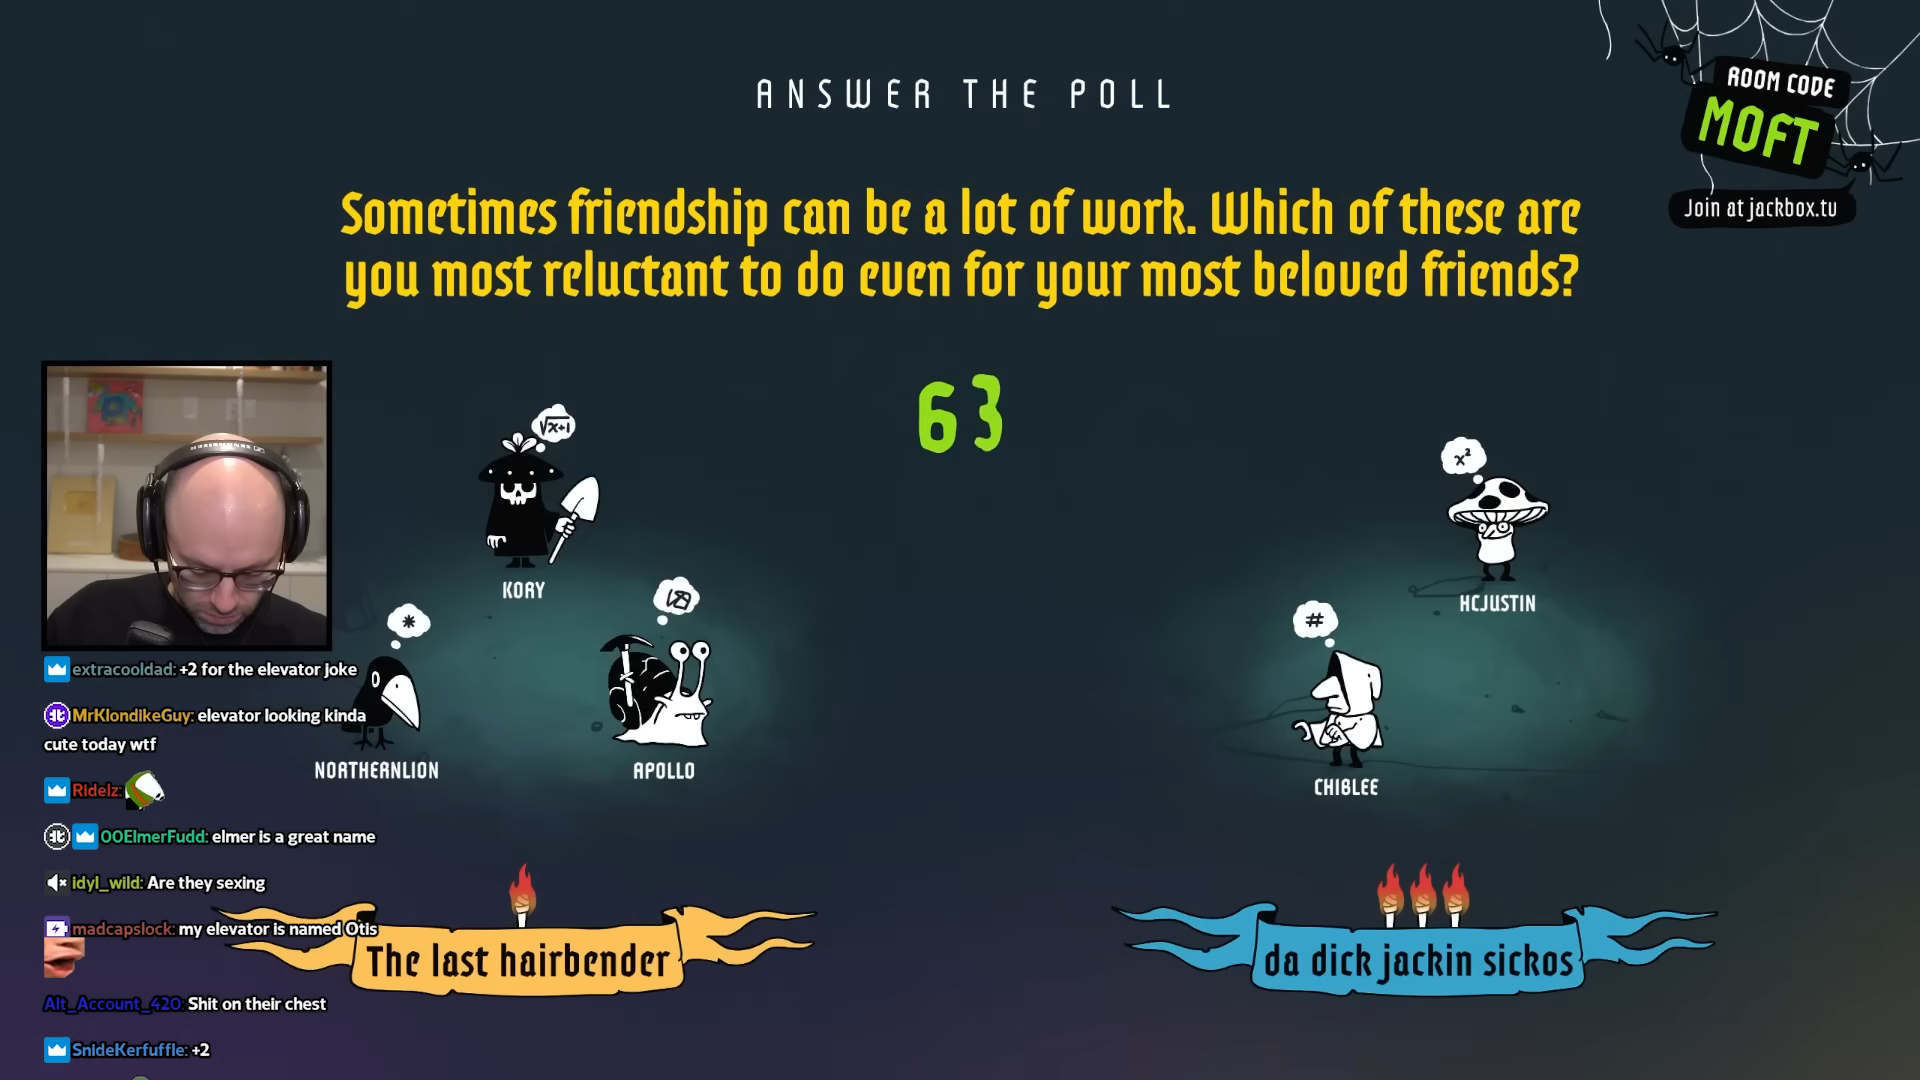 ANSWER THE POLL
ROOM CODE
MOFT
Join at jackbox.tv
Sometimes friendship can be a lot of work. Which of these are
you most reluctant to do even for your most beloved friends?
63
√x+1
KORY
x²
HCJUSTIN
*
NORTHERNLION
APOLLO
#
CHIBLEE
extracooldad: +2 for the elevator joke
MrKlondikeGuy: elevator looking kinda
cute today wtf
Ridelz:
00ElmerFudd: elmer is a great name
idyl_wild: Are they sexing
madcapslock: my elevator is named Otis
Alt_Account_420: Shit on their chest
SnideKerfuffle: +2
The last hairbender
da dick jackin sickos